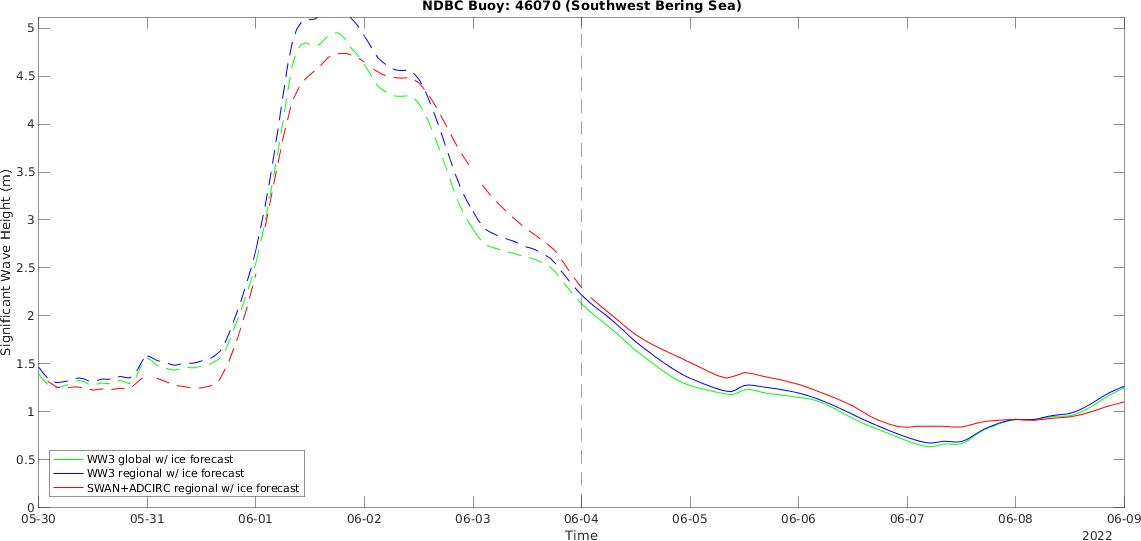 NDBC Buoy: 46070 (Southwest Bering Sea)
5
4.5
4
3.5
3
2.5
2
1.5
1
0.5
0
Significant Wave Height (m)
WW3 global w/ ice forecast
WW3 regional w/ ice forecast
SWAN+ADCIRC regional w/ ice forecast
05-30 05-31 06-01 06-02 06-03 06-04 06-05 06-06 06-07 06-08 06-09
Time
2022